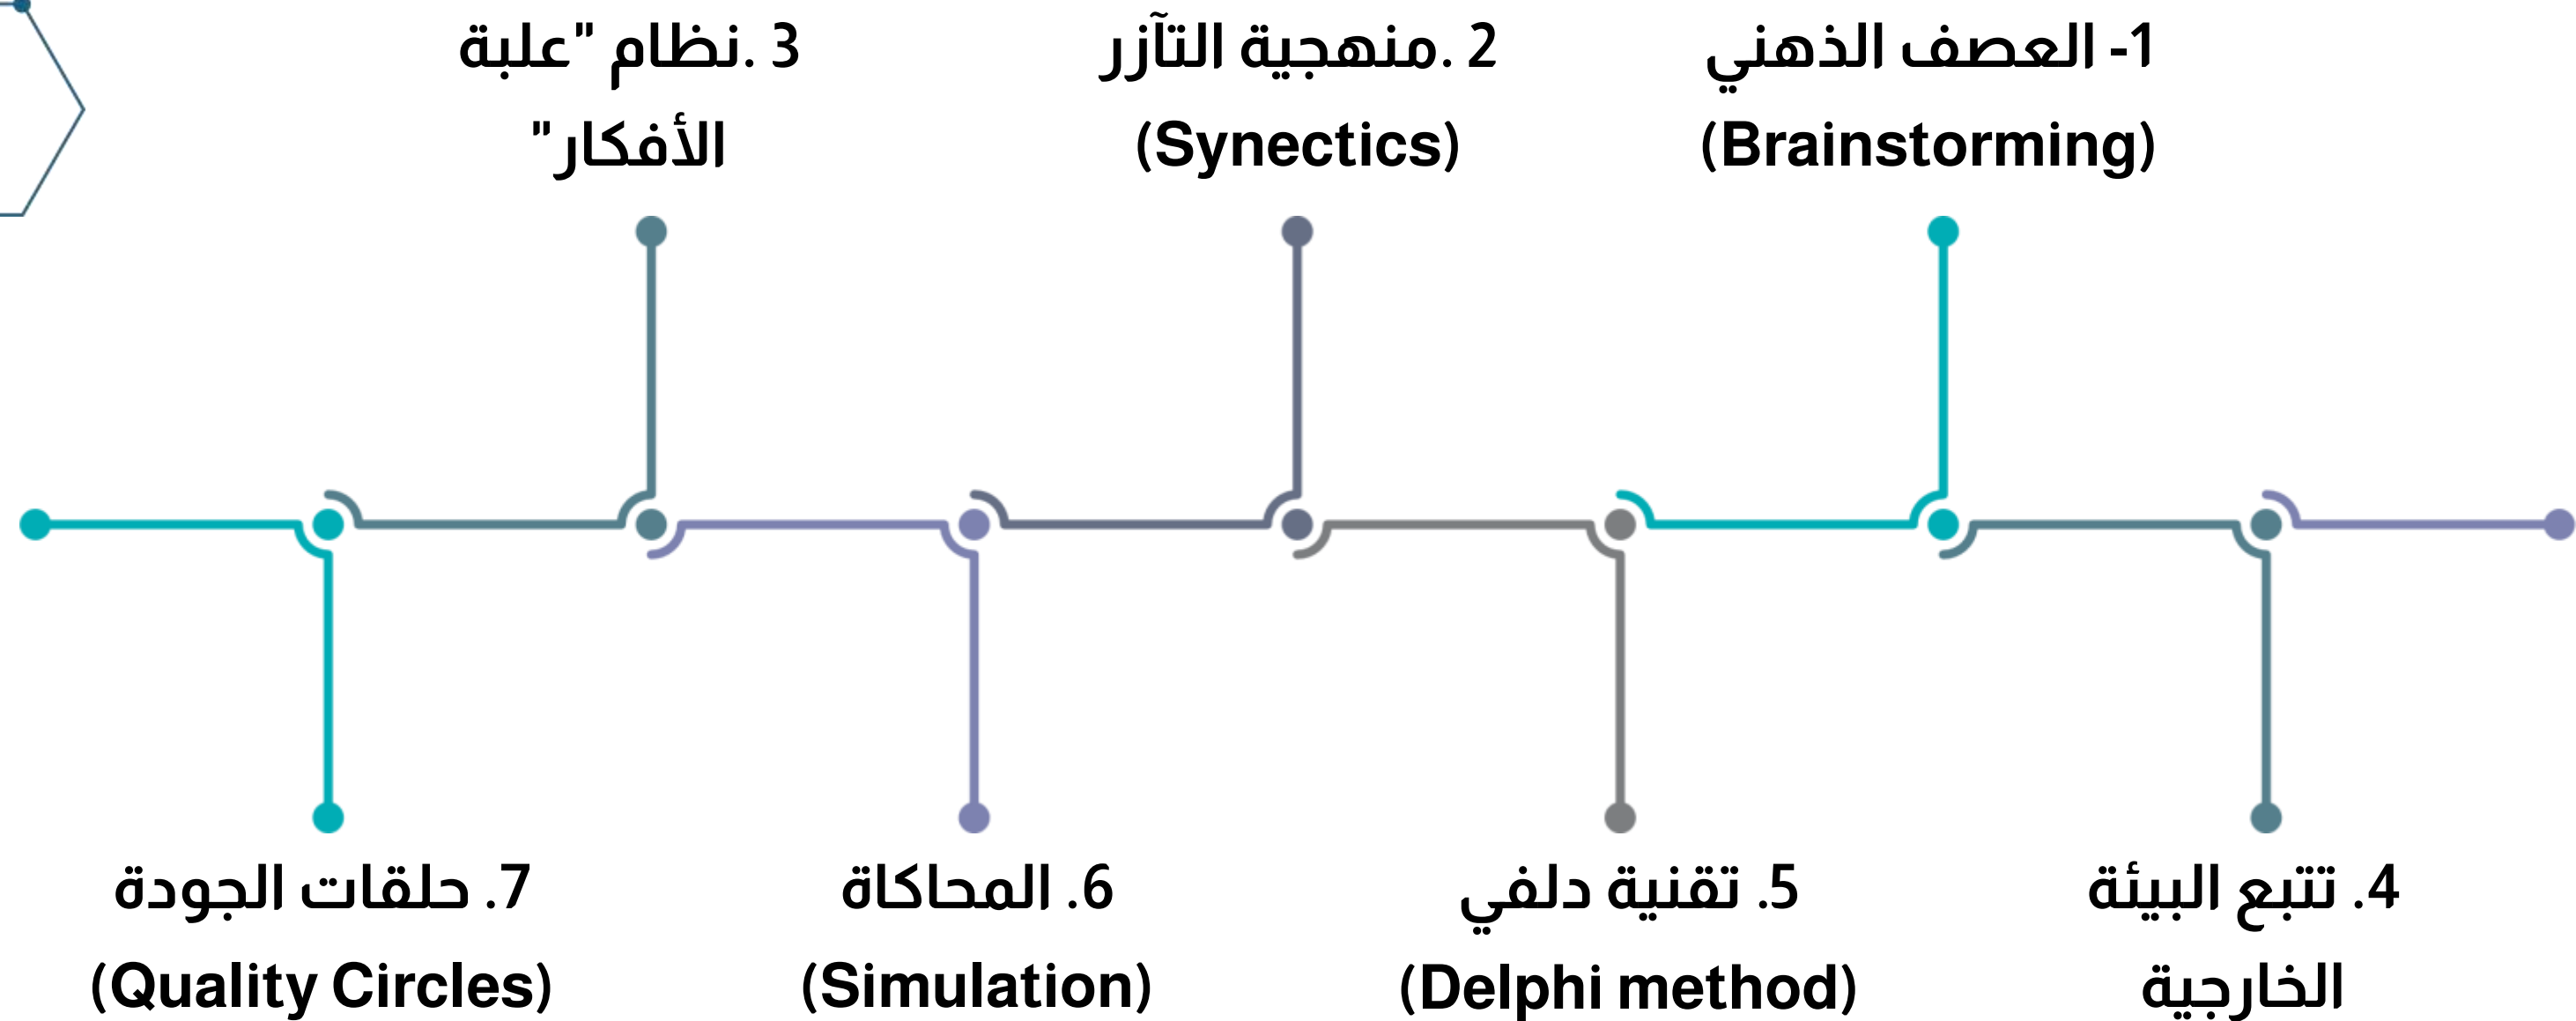 1- العصف الذهني
(Brainstorming)
2 .منهجية التآزر
(Synectics)
3 .نظام "علبة
الأفكار"
4. تتبع البيئة
الخارجية
5. تقنية دلفي
(Delphi method)
6. المحاكاة
(Simulation)
7. حلقات الجودة
(Quality Circles)